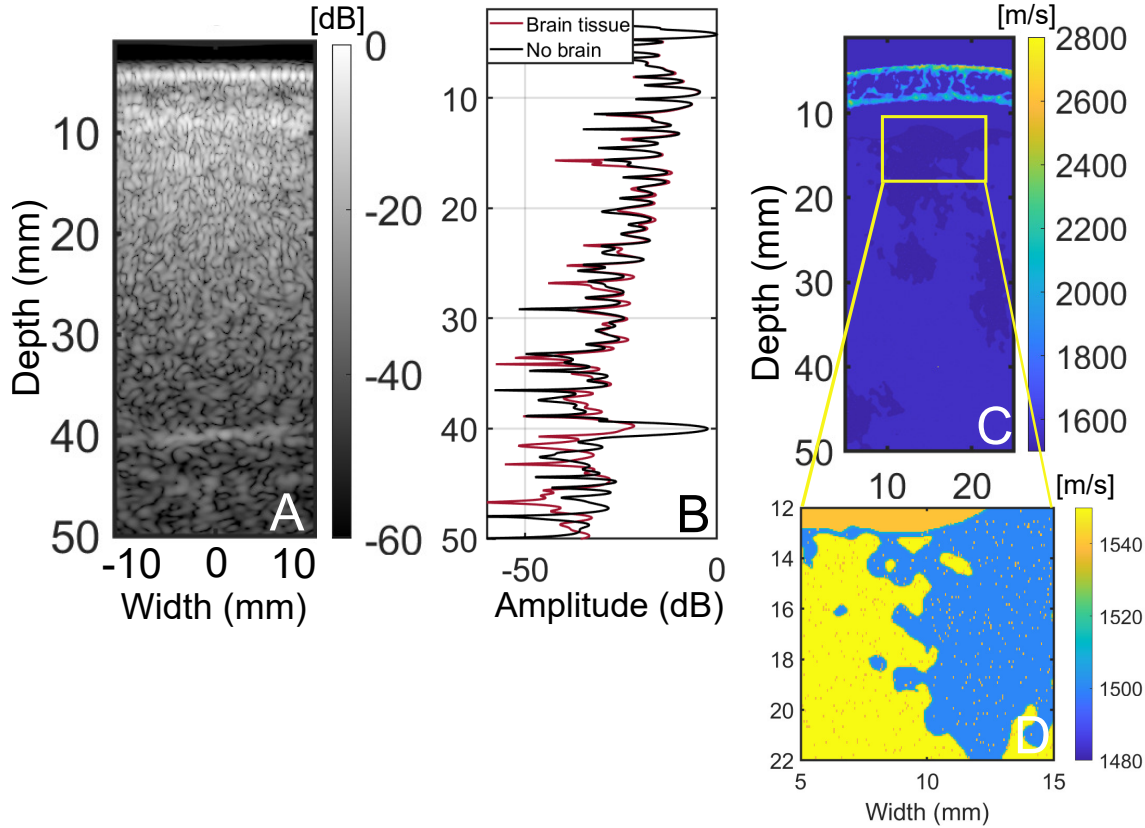 [dB]
0
-20
-40
-60
10
20
30
40
50
Depth (mm)
-10 0 10
Width (mm)
A
Brain tissue
No brain
10
20
30
40
50
-50 0
Amplitude (dB)
B
[m/s]
2800
2600
2400
2200
2000
1800
1600
10
20
30
40
50
Depth (mm)
10 20
C
[m/s]
12
14
16
18
20
22
5 10 15
Width (mm)
D
1540
1520
1500
1480